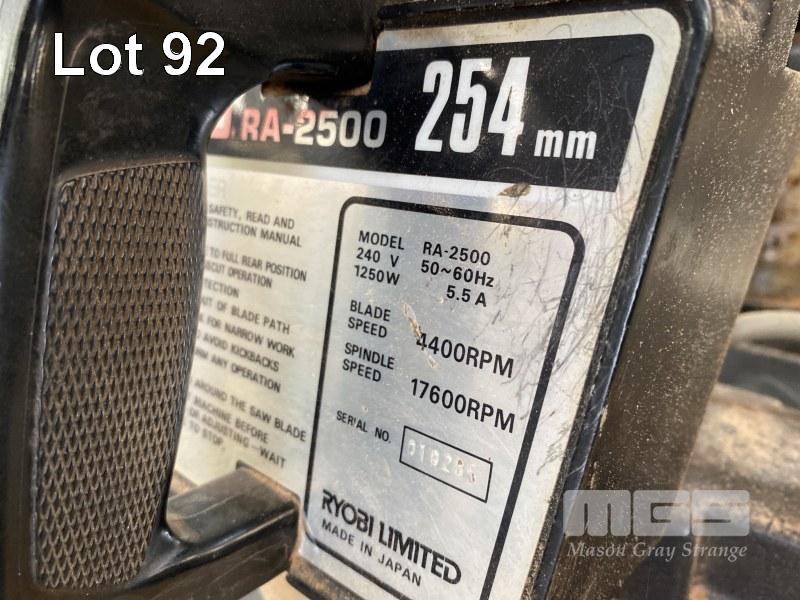 Lot 92
RA-2500 254 mm
SAFETY, READ AND
INSTRUCTION MANUAL
TO FULL REAR POSITION
OPERATION
OF BLADE PATH
FOR NARROW WORK
AVOID KICKBACKS
ANY OPERATION
AROUND THE SAW BLADE
MACHINE BEFORE
OR ADJUSTING—WAIT
TO STOP.
MODEL RA-2500
240 V 50~60Hz
1250W 5.5 A
BLADE
SPEED 4400RPM
SPINDLE
SPEED 17600RPM
SERIAL NO.
RYOBI LIMITED
MADE IN JAPAN
MGS
Mason Gray Strange